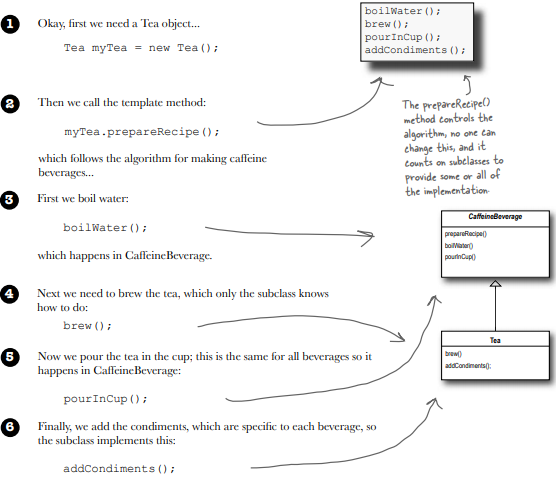 1 Okay, first we need a Tea object...
Tea myTea = new Tea();
boilWater();
brew();
pourInCup();
addCondiments();
2 Then we call the template method:
myTea.prepareRecipe();
which follows the algorithm for making caffeine
beverages...
The prepareRecipe()
method controls the
algorithm, no one can
change this, and it
counts on subclasses to
provide some or all of
the implementation.
3 First we boil water:
boilWater();
which happens in CaffeineBeverage.
CaffeineBeverage
prepareRecipe()
boilWater()
pourInCup()
4 Next we need to brew the tea, which only the subclass knows
how to do:
brew();
Tea
brew()
addCondiments();
5 Now we pour the tea in the cup; this is the same for all beverages so it
happens in CaffeineBeverage:
pourInCup();
6 Finally, we add the condiments, which are specific to each beverage, so
the subclass implements this:
addCondiments();